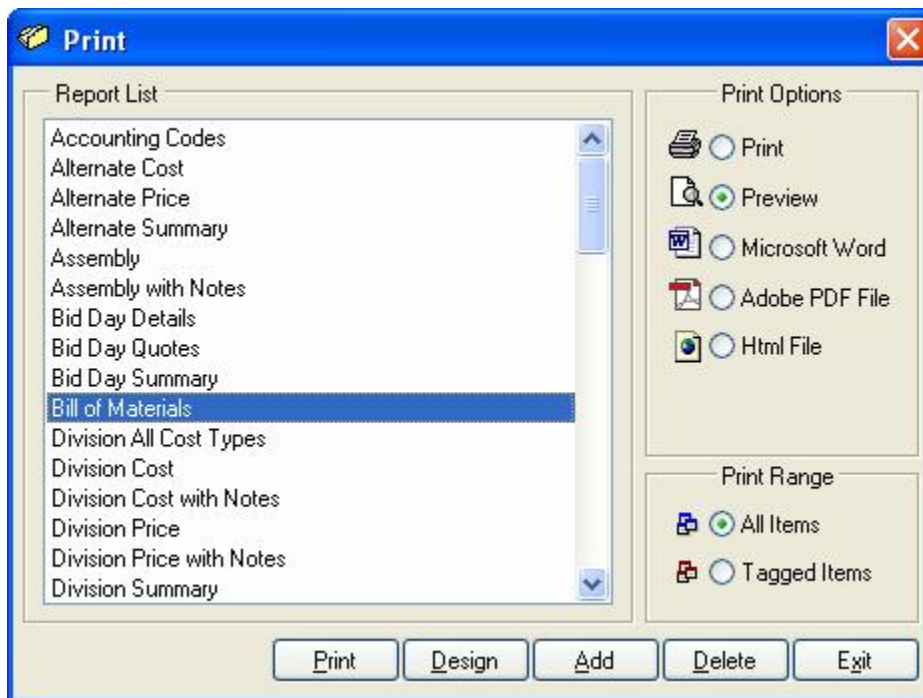 Print
Report List
Accounting Codes
Alternate Cost
Alternate Price
Alternate Summary
Assembly
Assembly with Notes
Bid Day Details
Bid Day Quotes
Bid Day Summary
Bill of Materials
Division All Cost Types
Division Cost
Division Cost with Notes
Division Price
Division Price with Notes
Division Summary
Print Options
Print
Preview
Microsoft Word
Adobe PDF File
Html File
Print Range
All Items
Tagged Items
Print Design Add Delete Exit